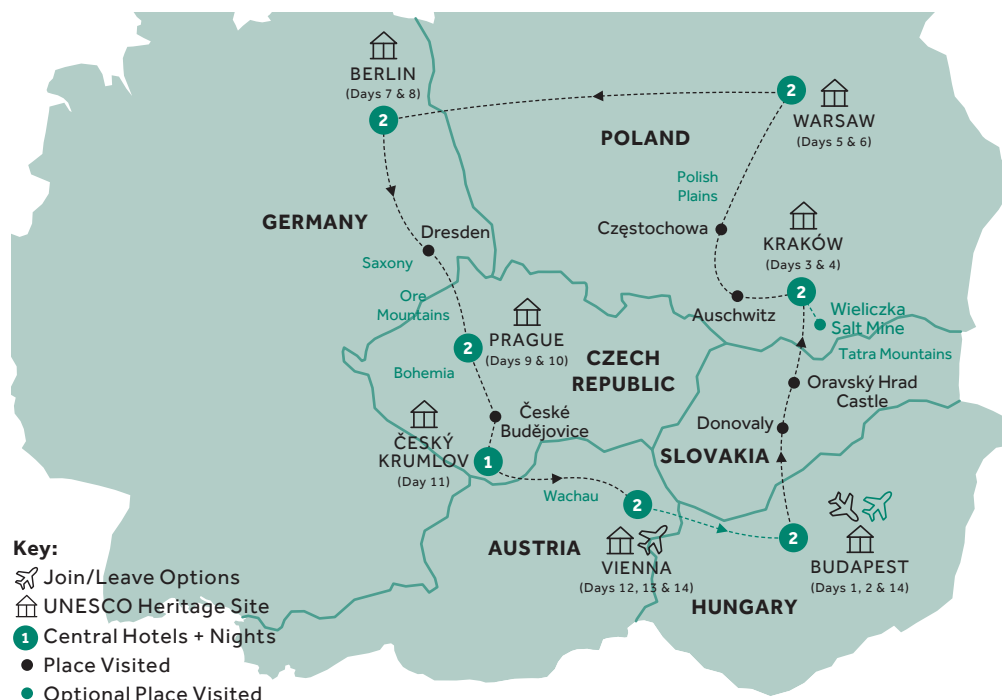 BERLIN
(Days 7 & 8)
2
2
WARSAW
(Days 5 & 6)
POLAND
Polish
Plains
GERMANY
Dresden
Saxony
Częstochowa
KRAKÓW
(Days 3 & 4)
2
Auschwitz
Wieliczka
Salt Mine
Tatra Mountains
Ore
Mountains
2
PRAGUE
(Days 9 & 10)
Bohemia
CZECH
REPUBLIC
Oravský Hrad
Castle
České
Budějovice
Donovaly
ČESKÝ
KRUMLOV
(Day 11)
1
SLOVAKIA
Wachau
2
2
AUSTRIA
VIENNA
(Days 12, 13 & 14)
BUDAPEST
(Days 1, 2 & 14)
HUNGARY
Key:
Join/Leave Options
UNESCO Heritage Site
1 Central Hotels + Nights
Place Visited
Optional Place Visited